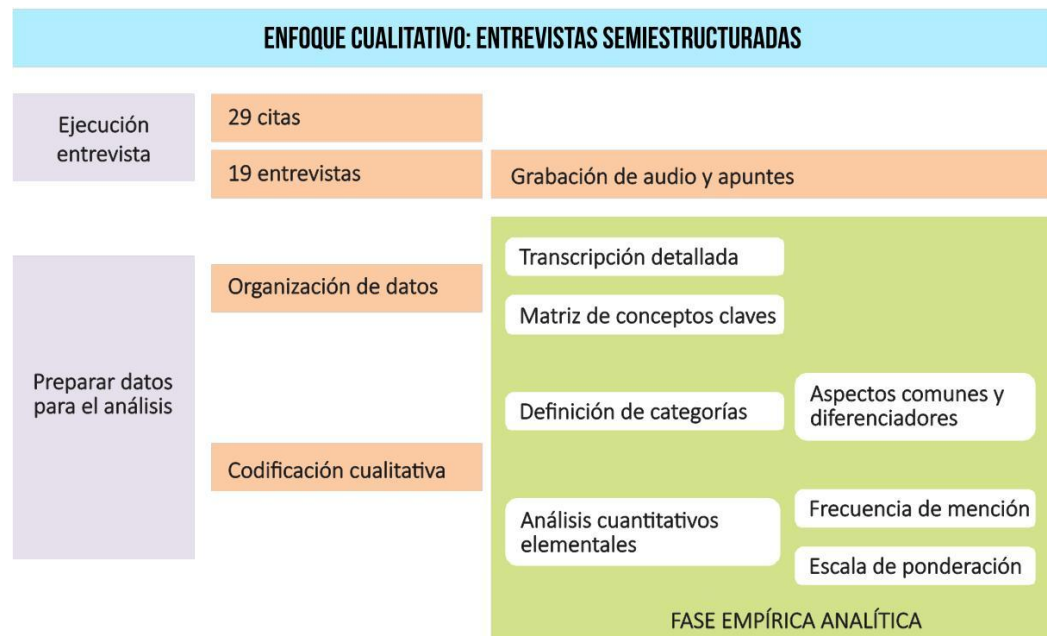 ENFOQUE CUALITATIVO: ENTREVISTAS SEMIESTRUCTURADAS
Ejecución
entrevista
29 citas
19 entrevistas
Grabación de audio y apuntes
Preparar datos
para el análisis
Organización de datos
Transcripción detallada
Matriz de conceptos claves
Codificación cualitativa
Definición de categorías
Aspectos comunes y
diferenciadores
Análisis cuantitativos
elementales
Frecuencia de mención
Escala de ponderación
FASE EMPÍRICA ANALÍTICA